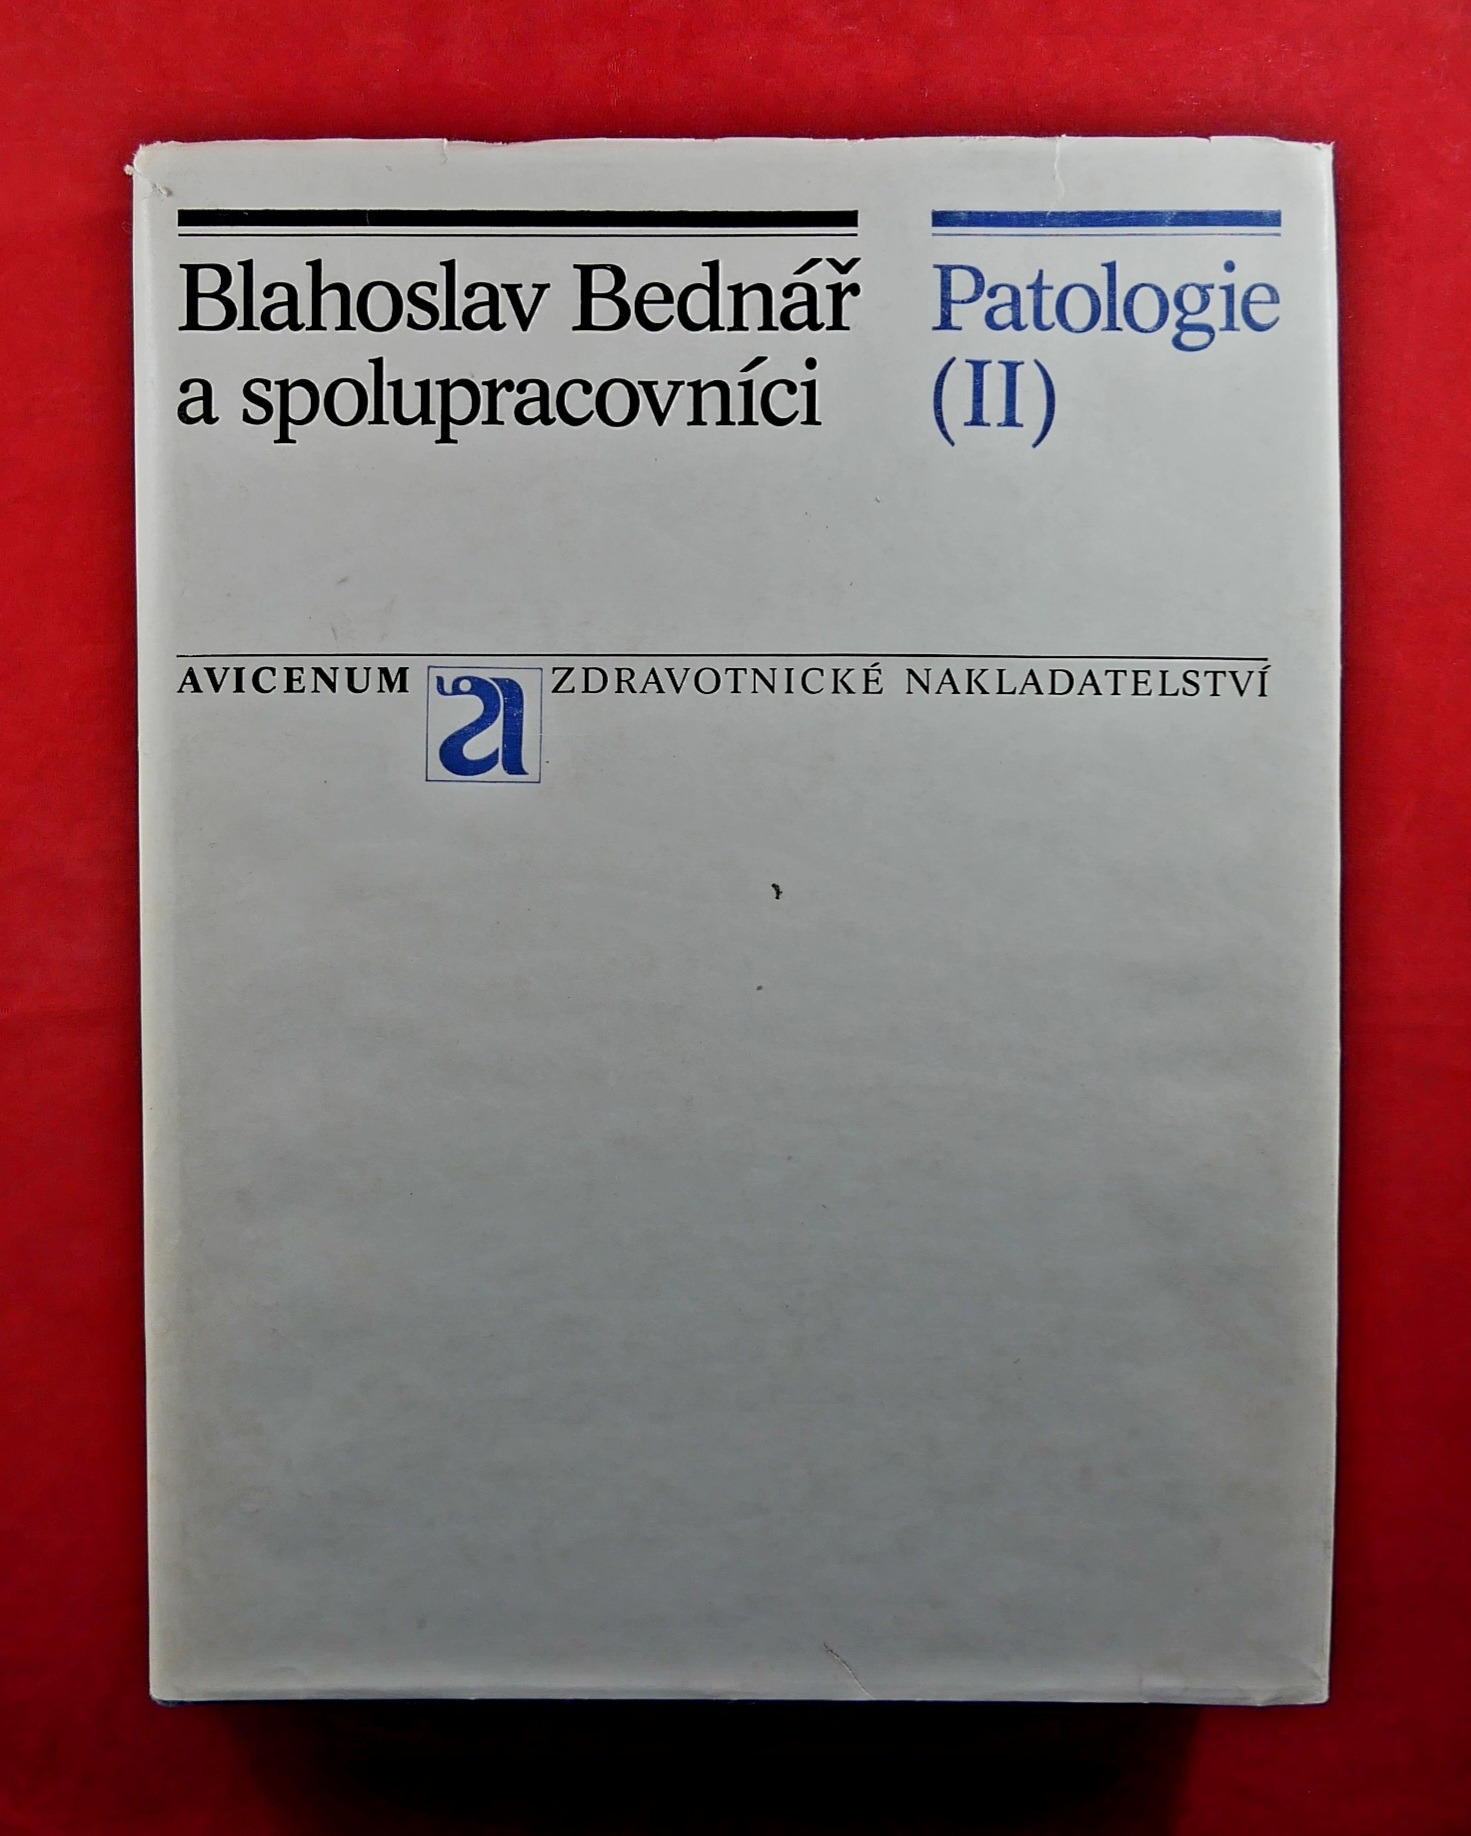 Blahoslav Bednář
a spolupracovníci
Patologie
(II)
AVICENUM a ZDRAVOTNICKÉ NAKLADATELSTVÍ